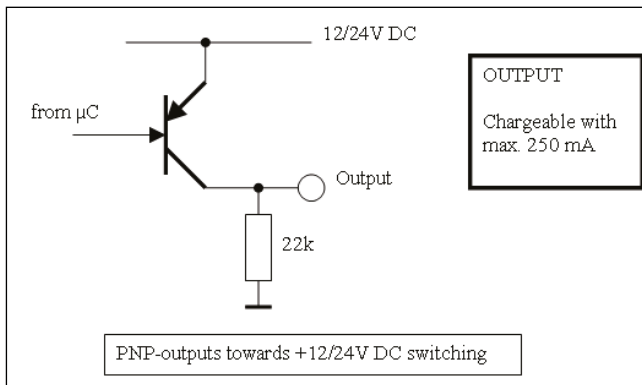 12/24V DC
OUTPUT
from µC
Chargeable with
max. 250 mA
Output
22k
PNP-outputs towards +12/24V DC switching